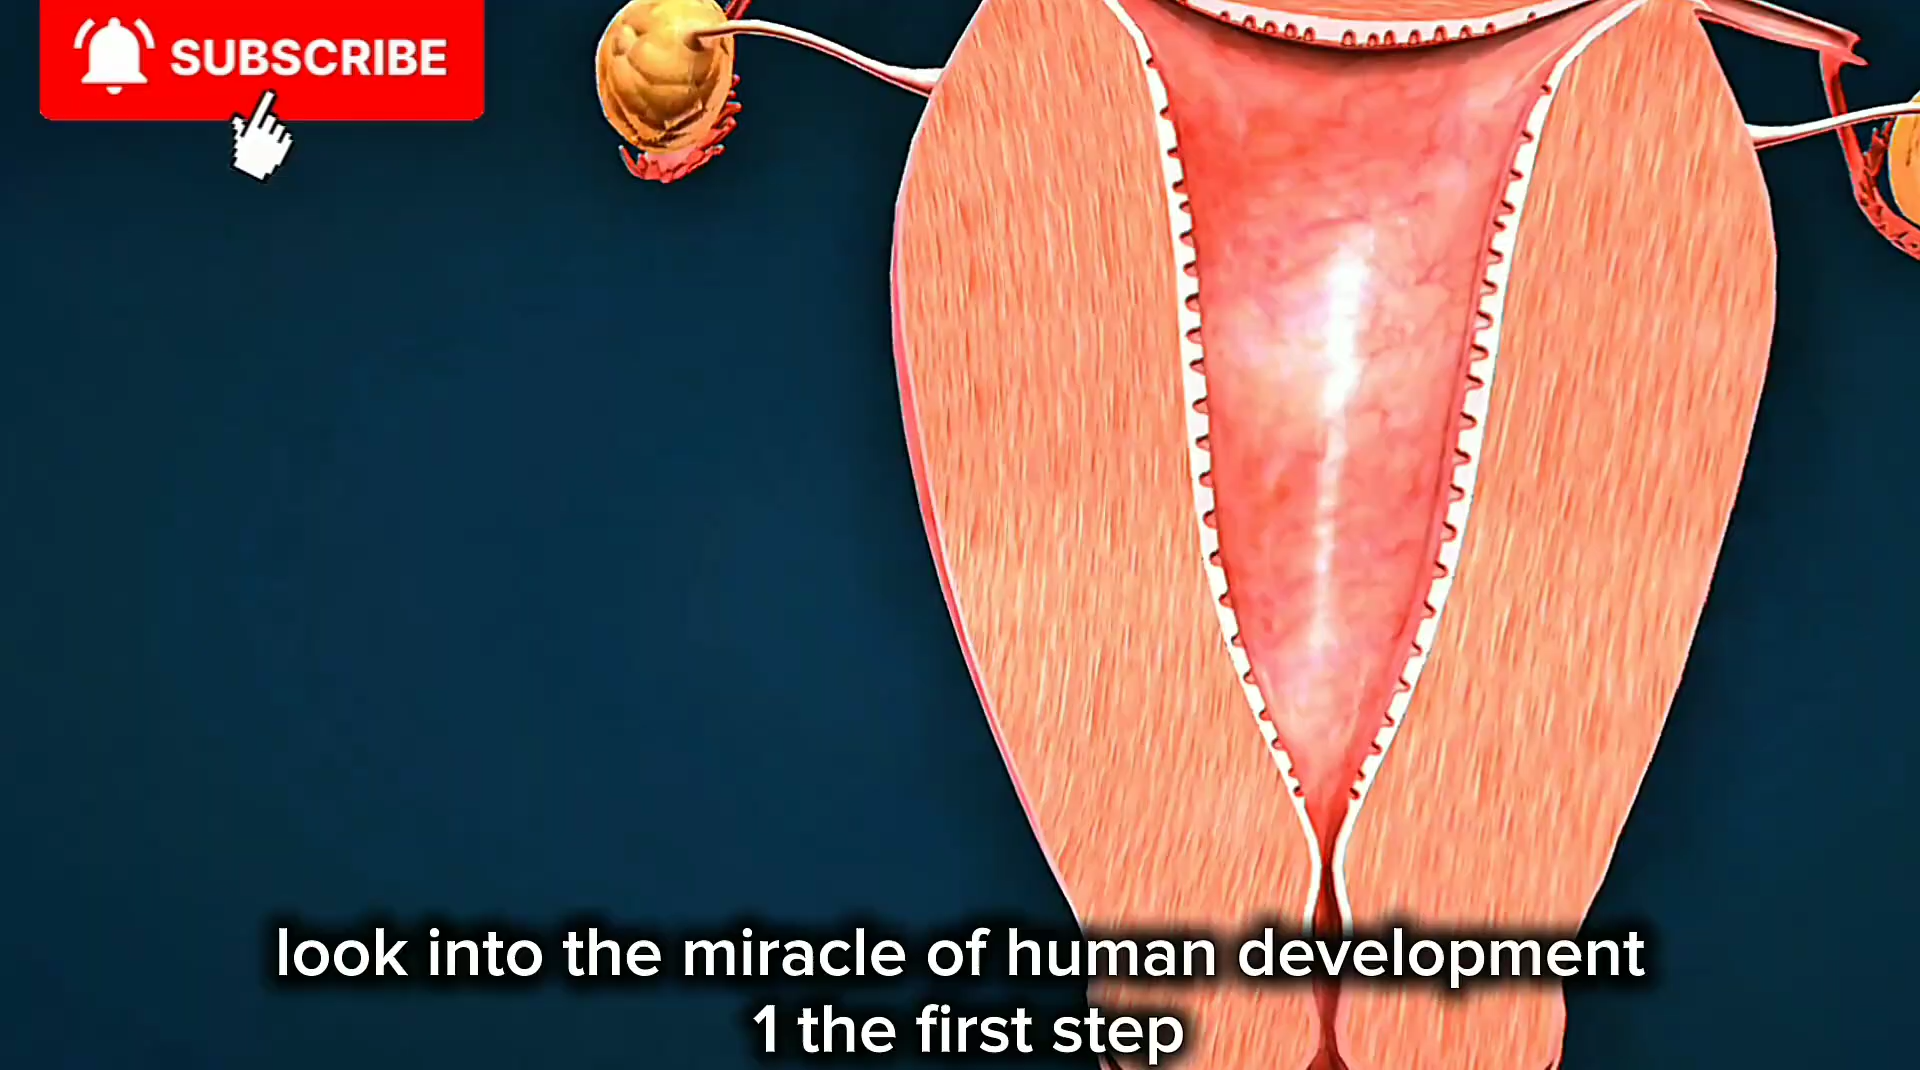 SUBSCRIBE
look into the miracle of human development
1 the first step